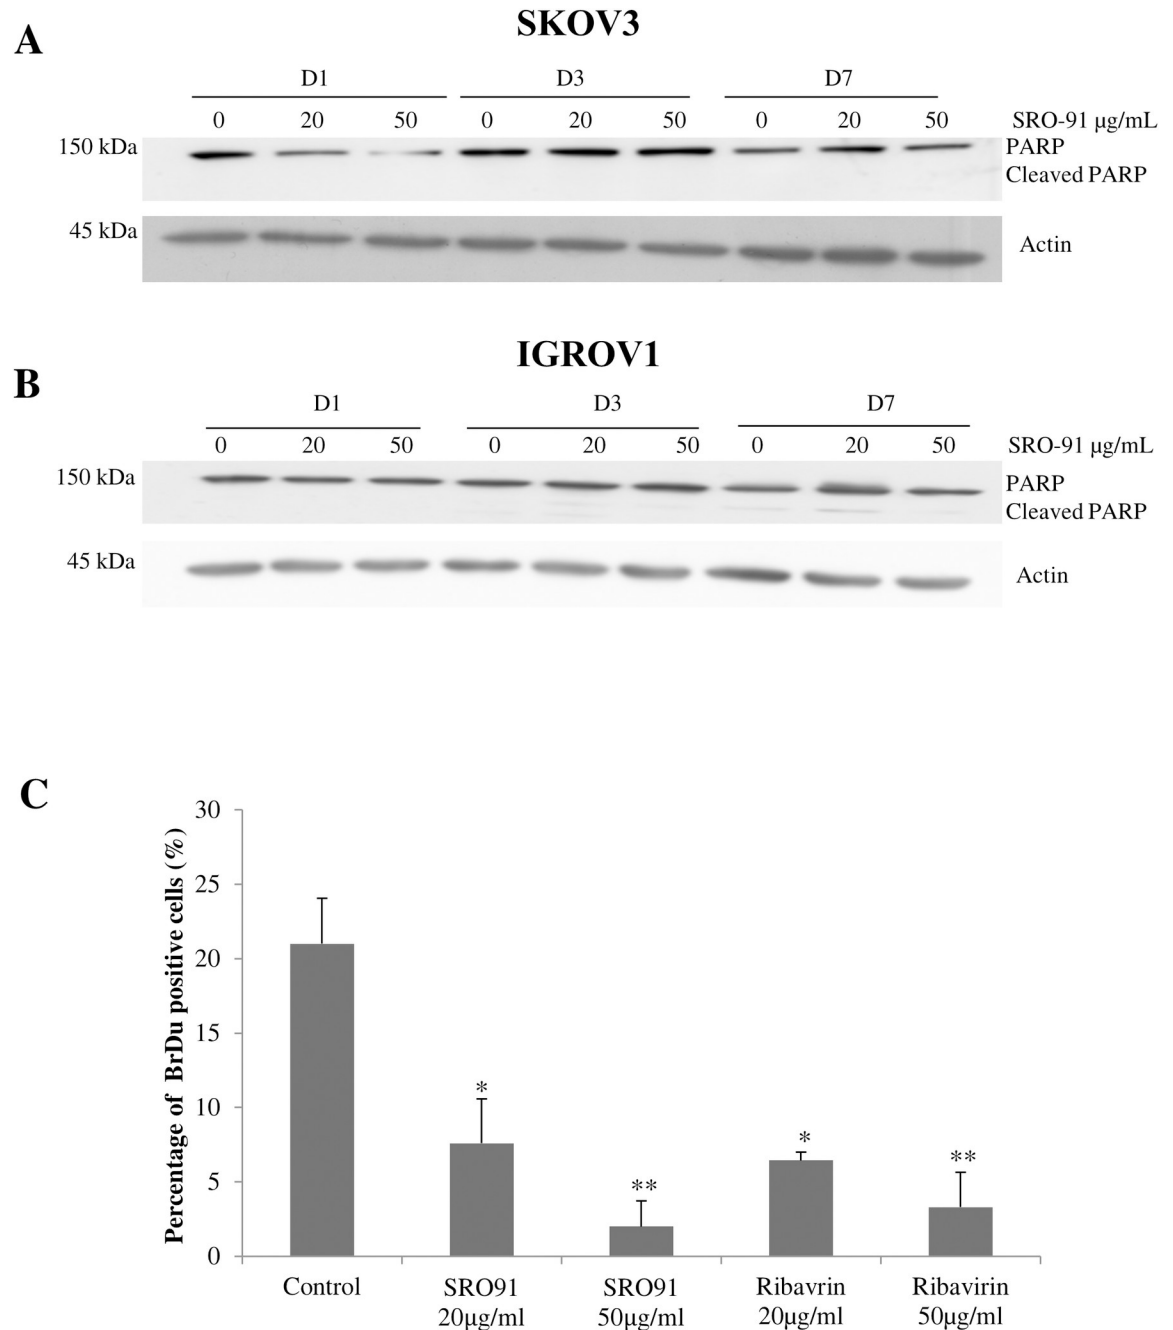 A
SKOV3
D1 D3 D7
0 20 50 0 20 50 0 20 50 SRO-91 µg/mL
150 kDa PARP
Cleaved PARP
45 kDa Actin
B
IGROV1
D1 D3 D7
0 20 50 0 20 50 0 20 50 SRO-91 µg/mL
150 kDa PARP
Cleaved PARP
45 kDa Actin
C
Percentage of BrDu positive cells (%)
30
25
20
15
10
5
0
*
**
*
**
Control SRO91 SRO91 Ribavrin Ribavirin
20µg/ml 50µg/ml 20µg/ml 50µg/ml